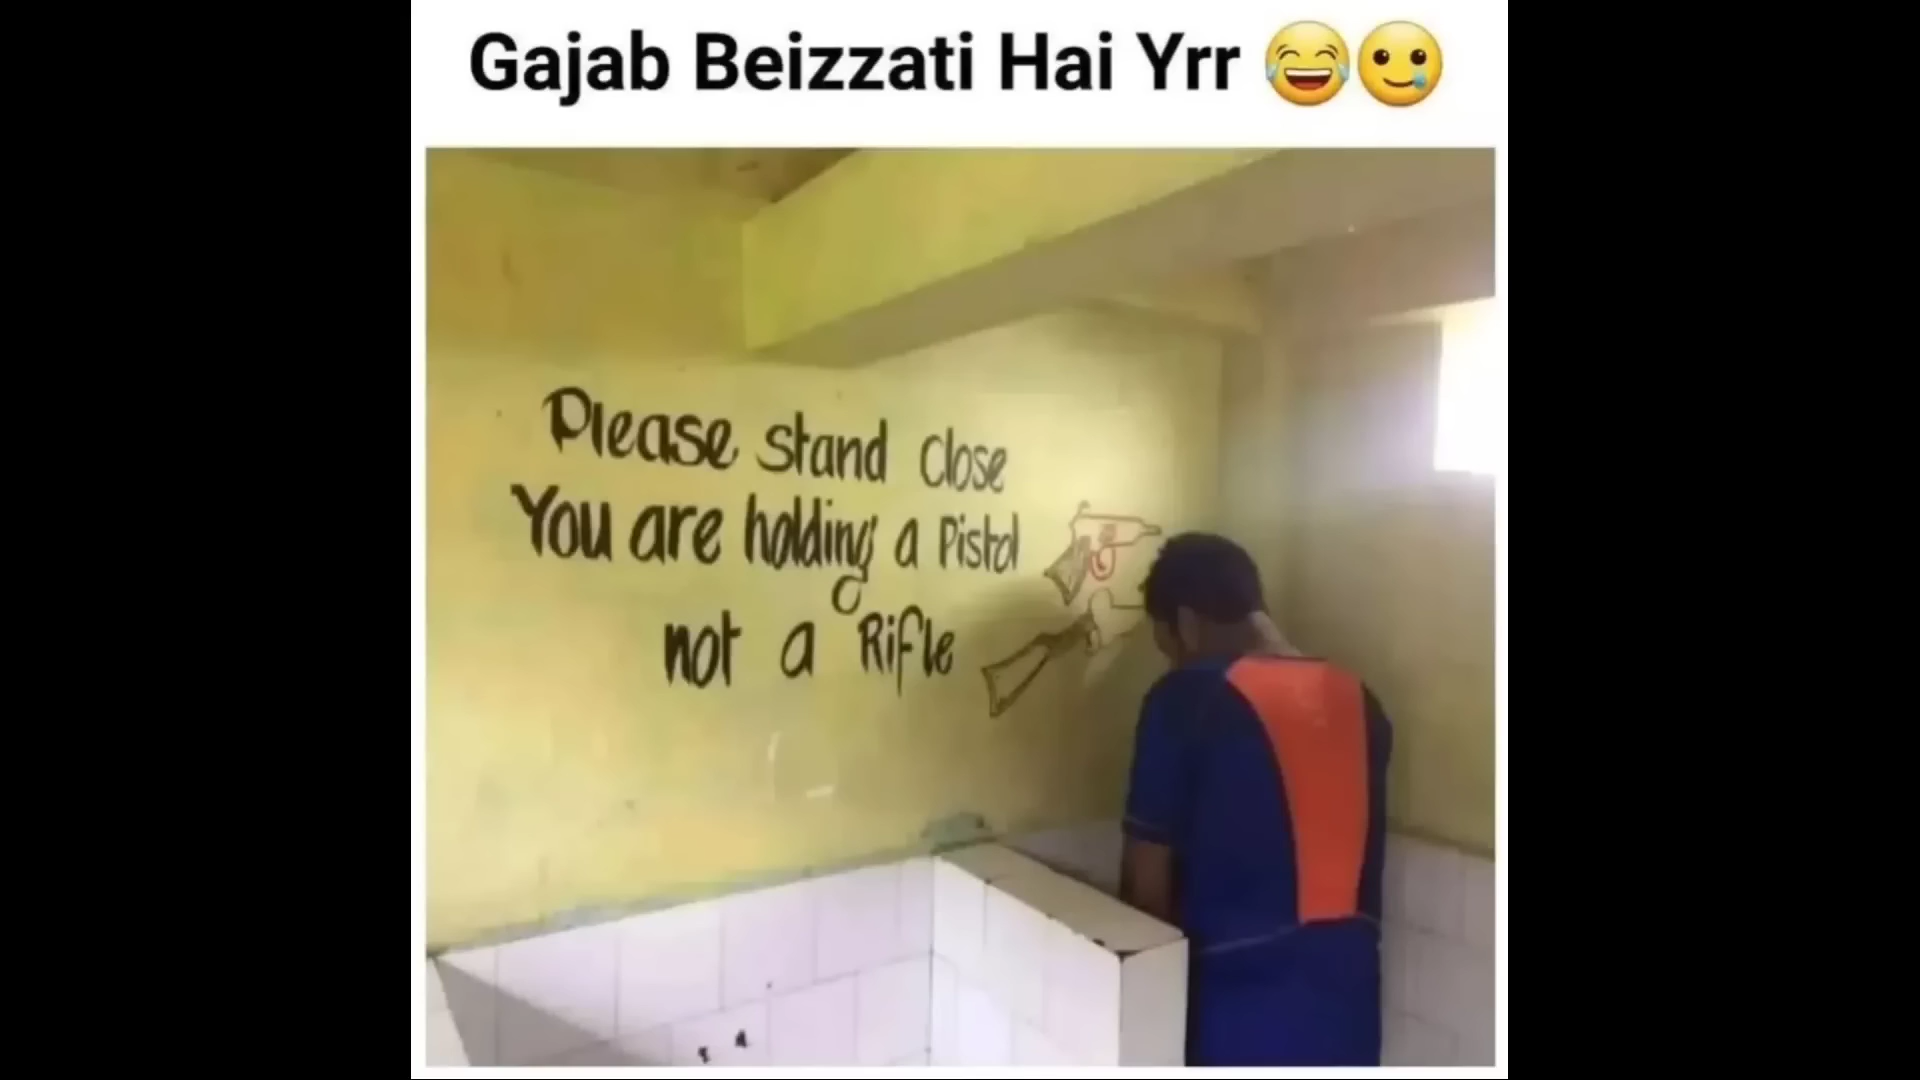 Gajab Beizzati Hai Yrr 😂🥲
Please stand close
You are holding a Pistol
not a Rifle